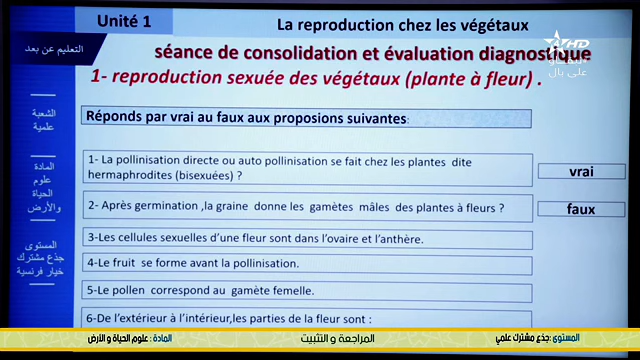 Unité 1
La reproduction chez les végétaux
التعليم عن بعد
séance de consolidation et évaluation diagnostique
HD
على بال
1- reproduction sexuée des végétaux (plante à fleur) .
الشعبة
علمية
Réponds par vrai au faux aux proposions suivantes:
المادة
علوم
الحياة
والأرض
1- La pollinisation directe ou auto pollinisation se fait chez les plantes dite
hermaphrodites (bisexuées) ?
vrai
2- Après germination ,la graine donne les gamètes mâles des plantes à fleurs ?
faux
المستوى
جذع مشترك
خيار فرنسية
3-Les cellules sexuelles d’une fleur sont dans l’ovaire et l’anthère.
4-Le fruit se forme avant la pollinisation.
5-Le pollen correspond au gamète femelle.
6-De l’extérieur à l’intérieur,les parties de la fleur sont :
المستوى :جذع مشترك علمي
المراجعة و التثبيت
المادة : علوم الحياة و الأرض